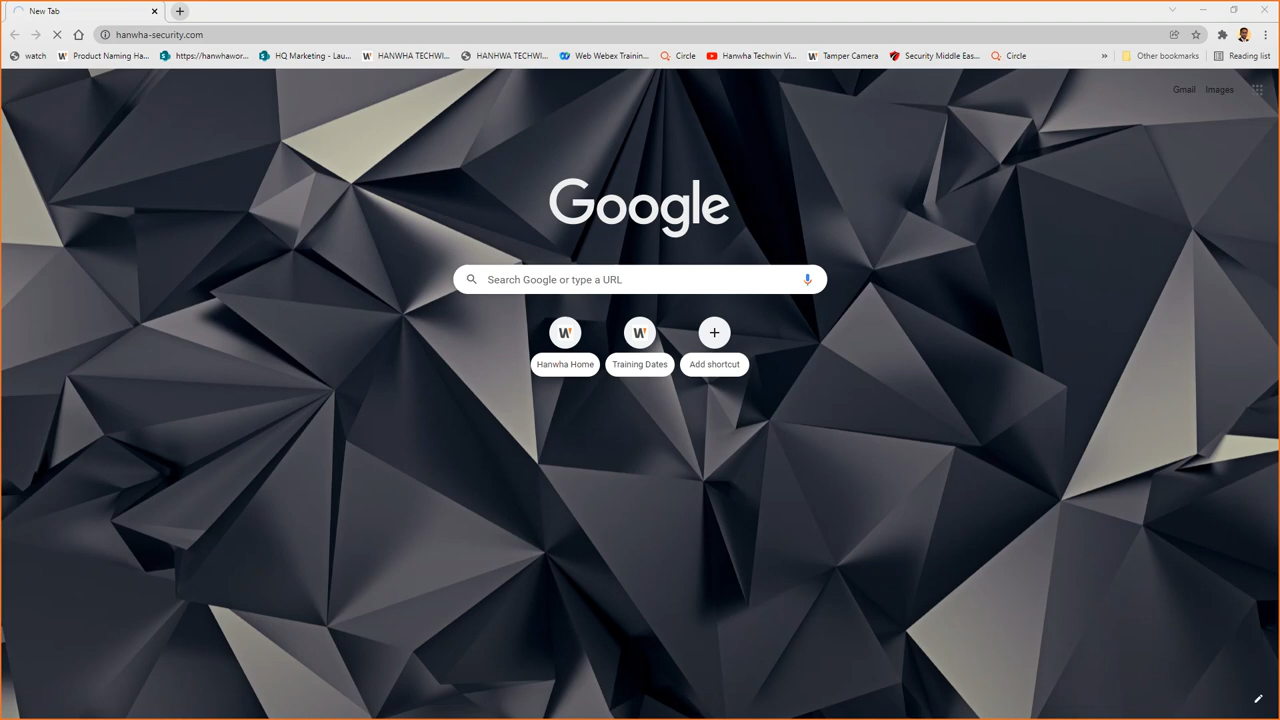 New Tab
hanwha-security.com
watch
Product Naming Ha...
https://hanwhawor...
HQ Marketing - Lau...
HANWHA TECHWI...
HANHWA TECHWI...
Web Webex Trainin...
Circle
Hanwha Techwin Vi...
Tamper Camera
Security Middle Eas...
Circle
»
Other bookmarks
Reading list
Gmail
Images
Google
Search Google or type a URL
W
W
Hanwha Home
Training Dates
Add shortcut